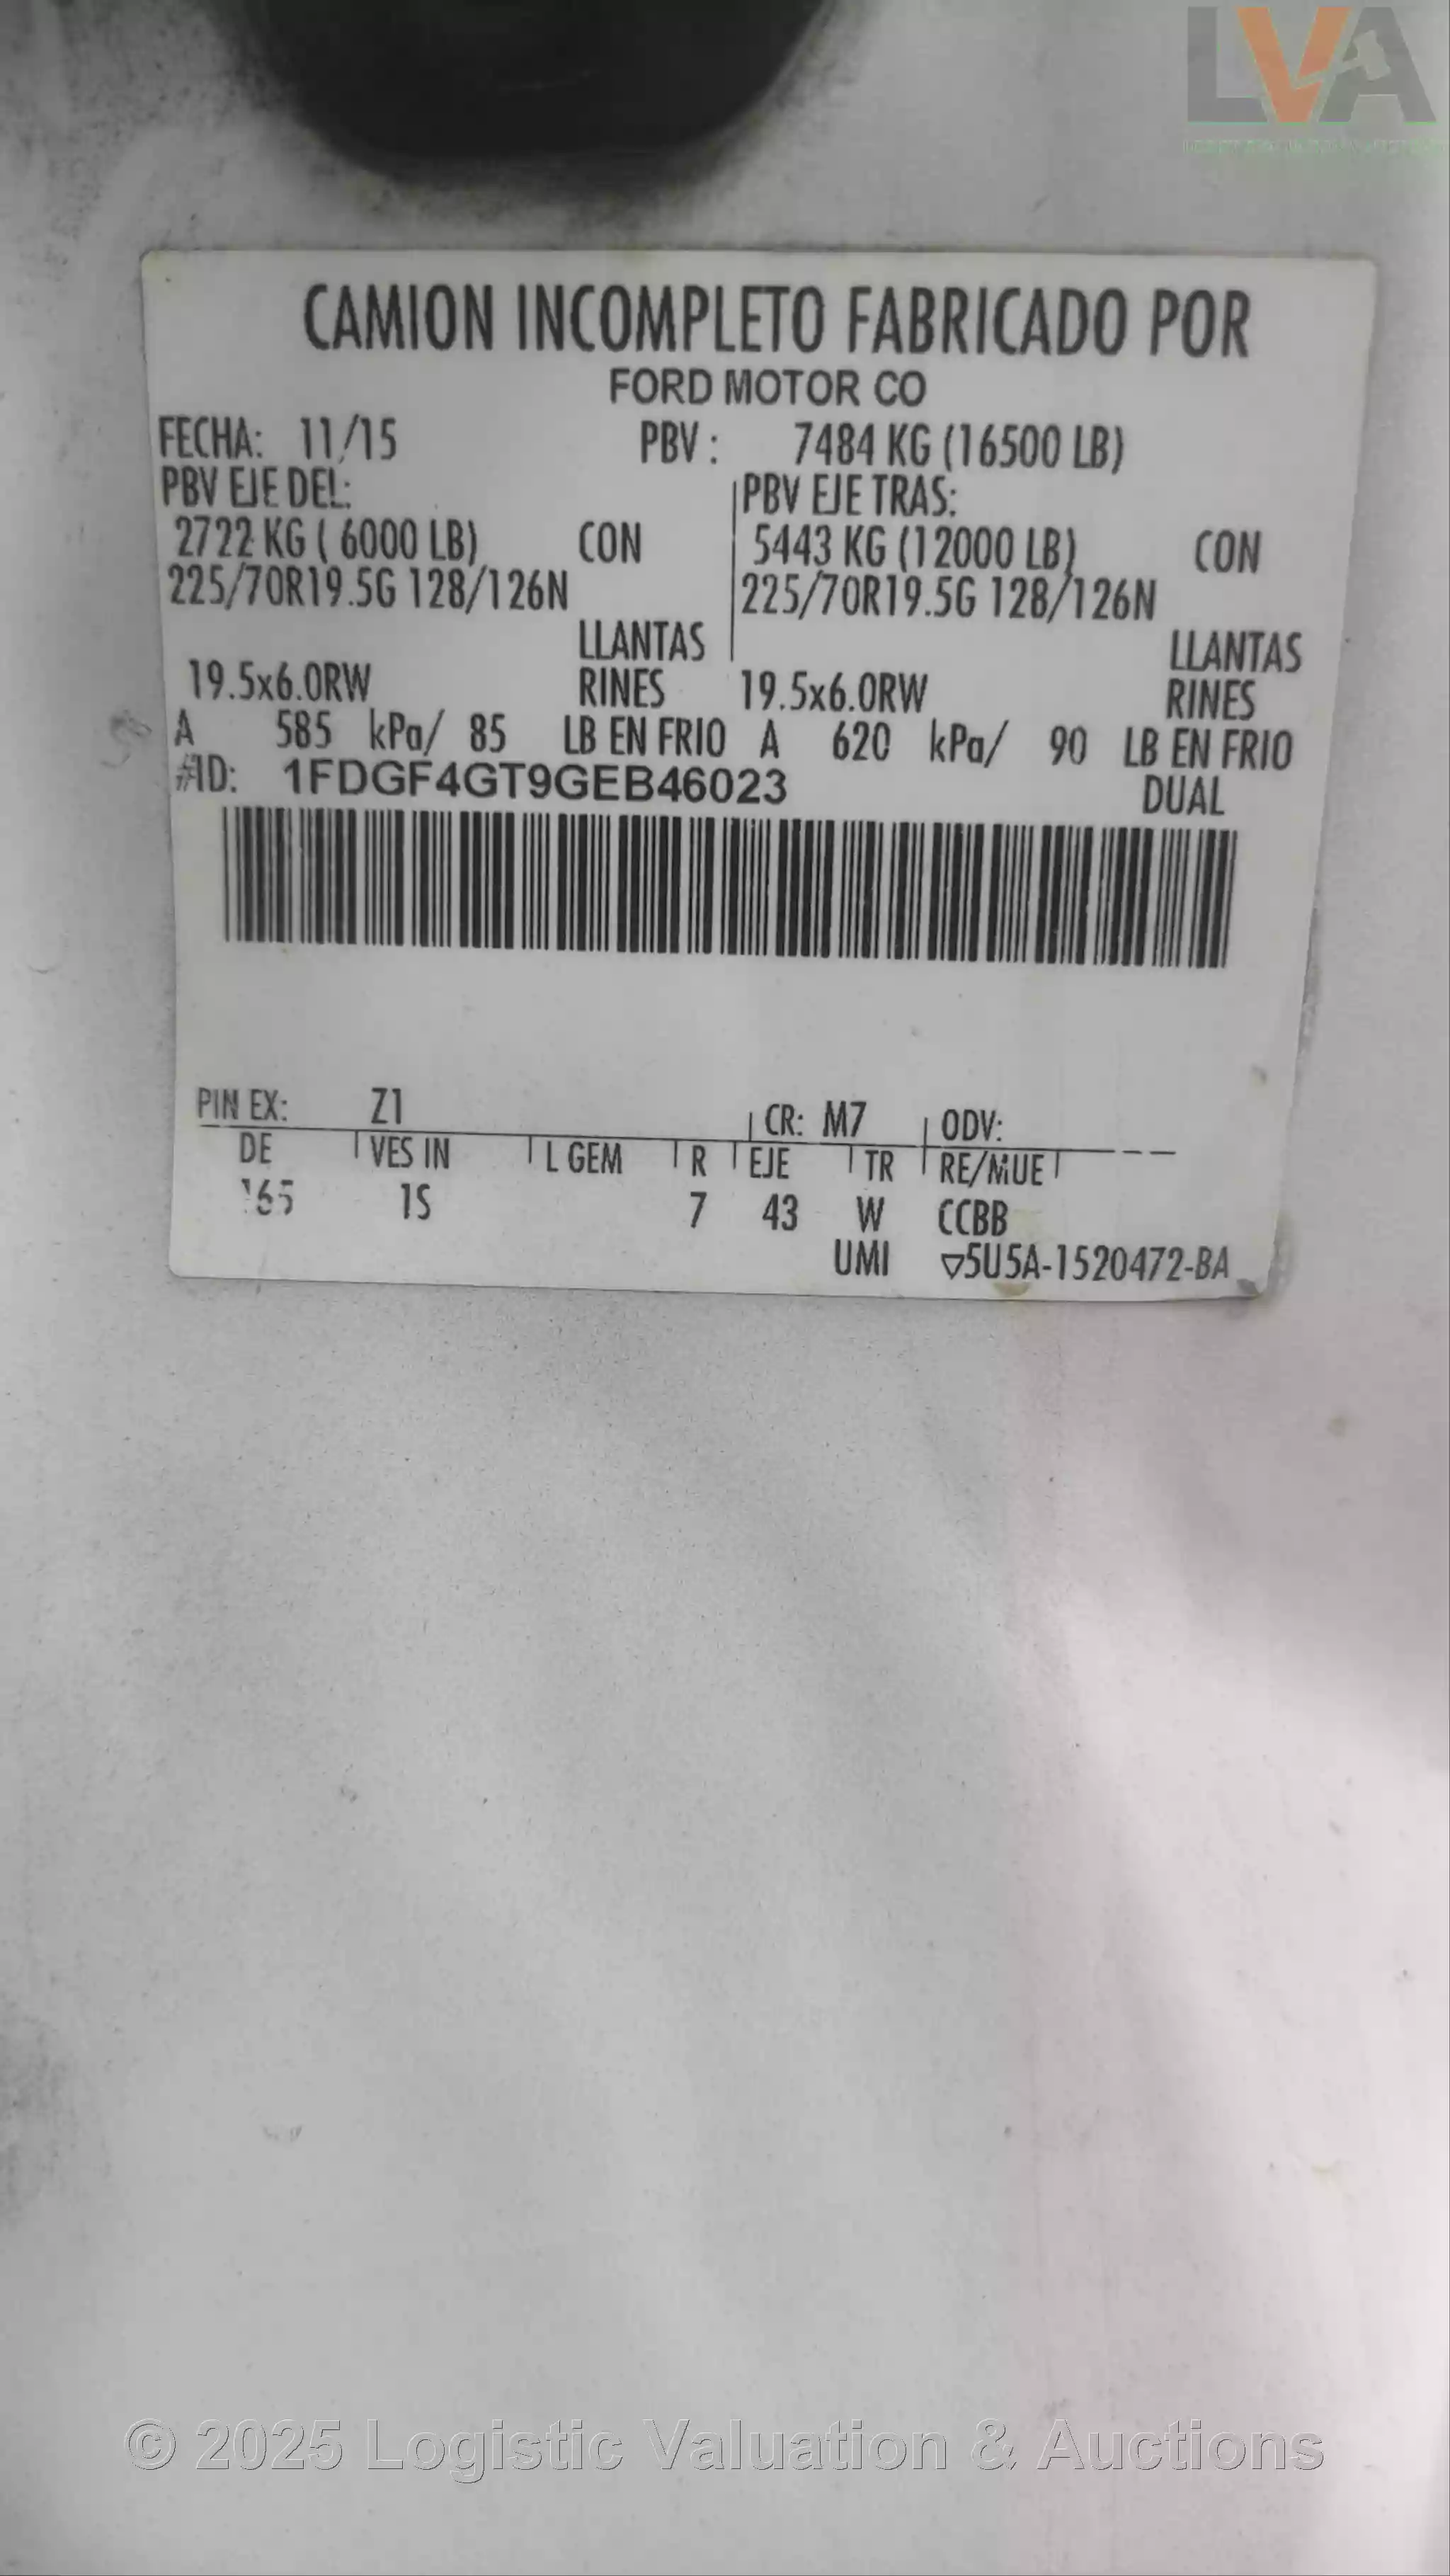 LVA
CAMION INCOMPLETO FABRICADO POR
FORD MOTOR CO
FECHA: 11/15 PBV: 7484 KG (16500 LB)
PBV EJE DEL: PBV EJE TRAS:
2722 KG ( 6000 LB) CON 5443 KG (12000 LB) CON
225/70R19.5G 128/126N 225/70R19.5G 128/126N
LLANTAS LLANTAS
19.5x6.0RW RINES 19.5x6.0RW RINES
A 585 kPa/ 85 LB EN FRIO A 620 kPa/ 90 LB EN FRIO
#ID: 1FDGF4GT9GEB46023 DUAL
PIN EX: Z1 CR: M7 ODV:
DE VES IN L GEM R EJE TR RE/MUE
165 1S 7 43 W CCBB
UMI ▽5U5A-1520472-BA
© 2025 Logistic Valuation & Auctions